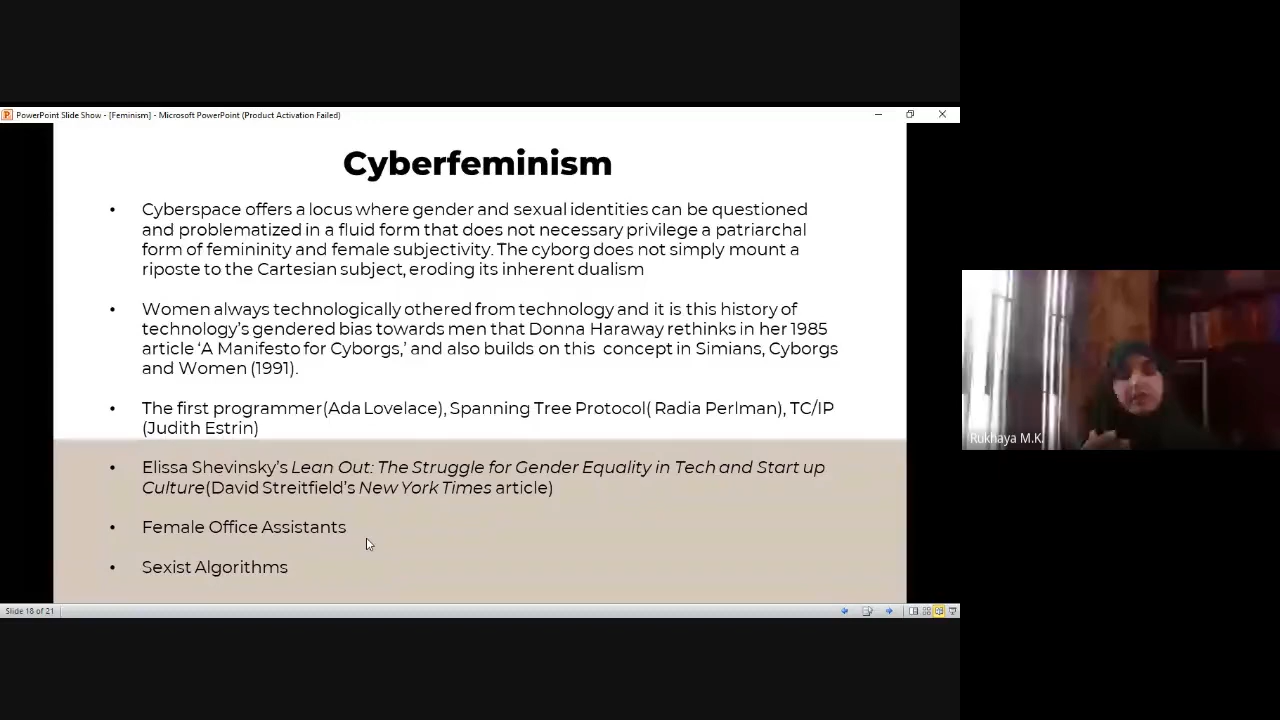 PowerPoint Slide Show - [Feminism] - Microsoft PowerPoint (Product Activation Failed)
Cyberfeminism
• Cyberspace offers a locus where gender and sexual identities can be questioned
and problematized in a fluid form that does not necessary privilege a patriarchal
form of femininity and female subjectivity. The cyborg does not simply mount a
riposte to the Cartesian subject, eroding its inherent dualism
• Women always technologically othered from technology and it is this history of
technology's gendered bias towards men that Donna Haraway rethinks in her 1985
article ‘A Manifesto for Cyborgs,’ and also builds on this concept in Simians, Cyborgs
and Women (1991).
• The first programmer(Ada Lovelace), Spanning Tree Protocol( Radia Perlman), TC/IP
(Judith Estrin)
• Elissa Shevinsky’s Lean Out: The Struggle for Gender Equality in Tech and Start up
Culture(David Streitfield’s New York Times article)
• Female Office Assistants
• Sexist Algorithms
Slide 18 of 21
Rukhaya M.K.